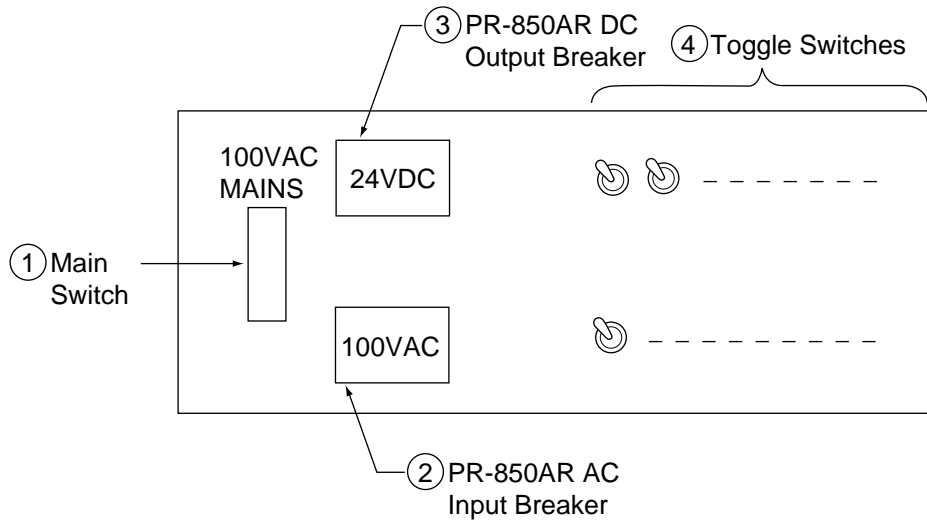 3 PR-850AR DC
Output Breaker
4 Toggle Switches
100VAC
MAINS
24VDC
1 Main
Switch
100VAC
2 PR-850AR AC
Input Breaker